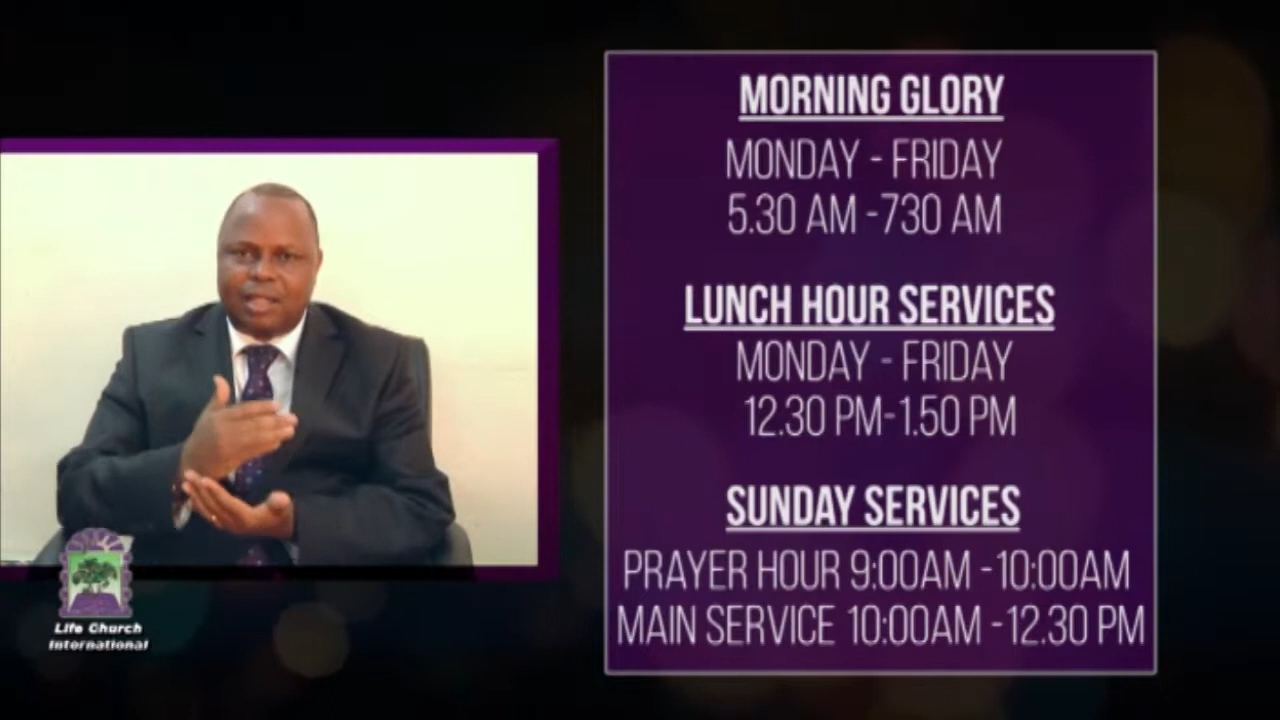 MORNING GLORY
MONDAY - FRIDAY
5.30 AM -730 AM
LUNCH HOUR SERVICES
MONDAY - FRIDAY
12.30 PM-1.50 PM
SUNDAY SERVICES
PRAYER HOUR 9:00AM -10:00AM
MAIN SERVICE 10:00AM -12.30 PM
Life Church
International